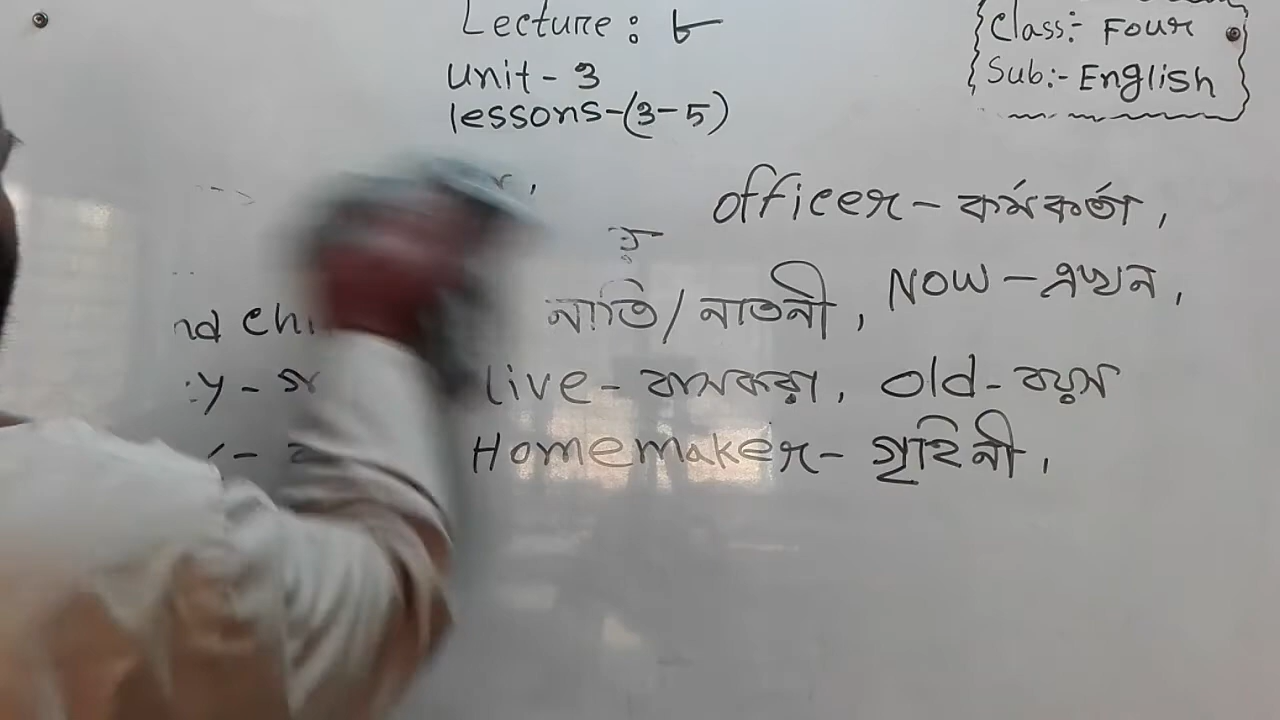 Lecture: ৮
Unit - 3
lessons-(3-5)
Class:- Four
Sub:- English
officer - কর্মকর্তা,
নাতি/নাতনী, Now - এখন,
live - বাসকরা, old - বয়স
Homemaker - গৃহিনী,